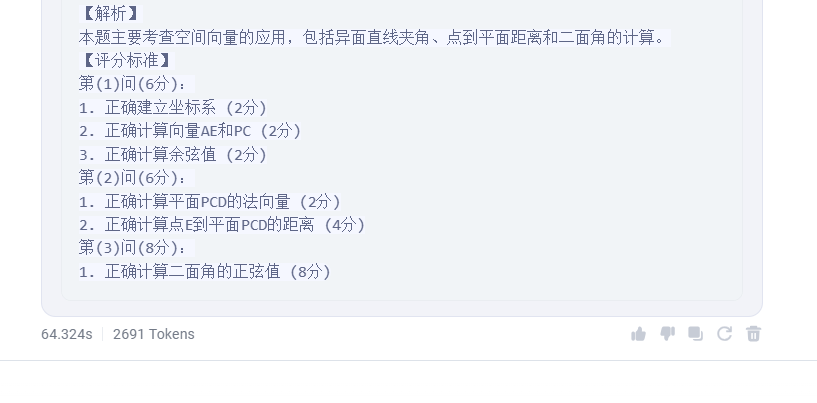 【解析】
本题主要考查空间向量的应用，包括异面直线夹角、点到平面距离和二面角的计算。
【评分标准】
第(1)问(6分)：
1. 正确建立坐标系 (2分)
2. 正确计算向量AE和PC (2分)
3. 正确计算余弦值 (2分)
第(2)问(6分)：
1. 正确计算平面PCD的法向量 (2分)
2. 正确计算点E到平面PCD的距离 (4分)
第(3)问(8分)：
1. 正确计算二面角的正弦值 (8分)
64.324s 2691 Tokens